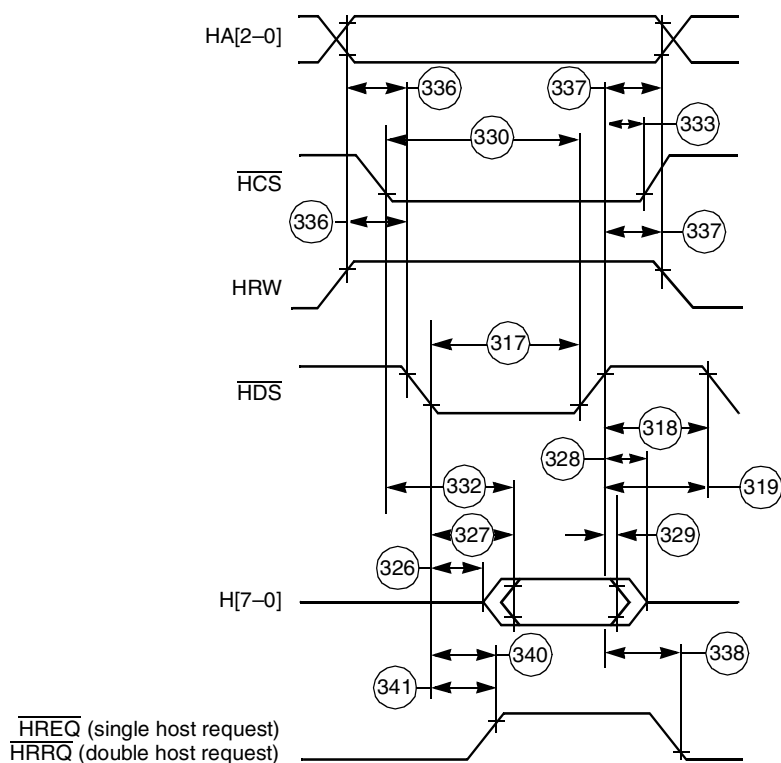 HA[2–0]
336
337
333
330
HCS
336
337
HRW
317
HDS
318
328
332
319
327
329
326
H[7–0]
340
338
341
HREQ (single host request)
HRRQ (double host request)